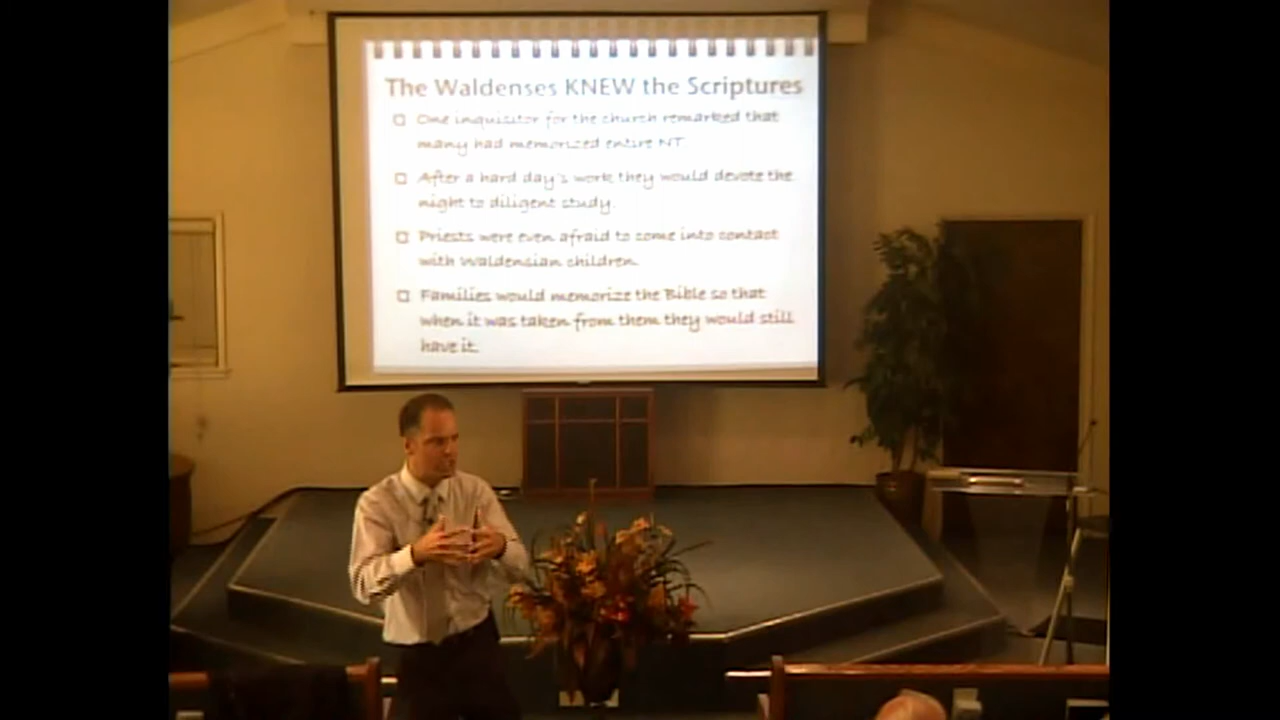 The Waldenses KNEW the Scriptures
One inquisitor for the church remarked that
many had memorized entire NT.
After a hard day's work they would devote the
night to diligent study.
Priests were even afraid to come into contact
with Waldensian children.
Families would memorize the Bible so that
when it was taken from them they would still
have it.